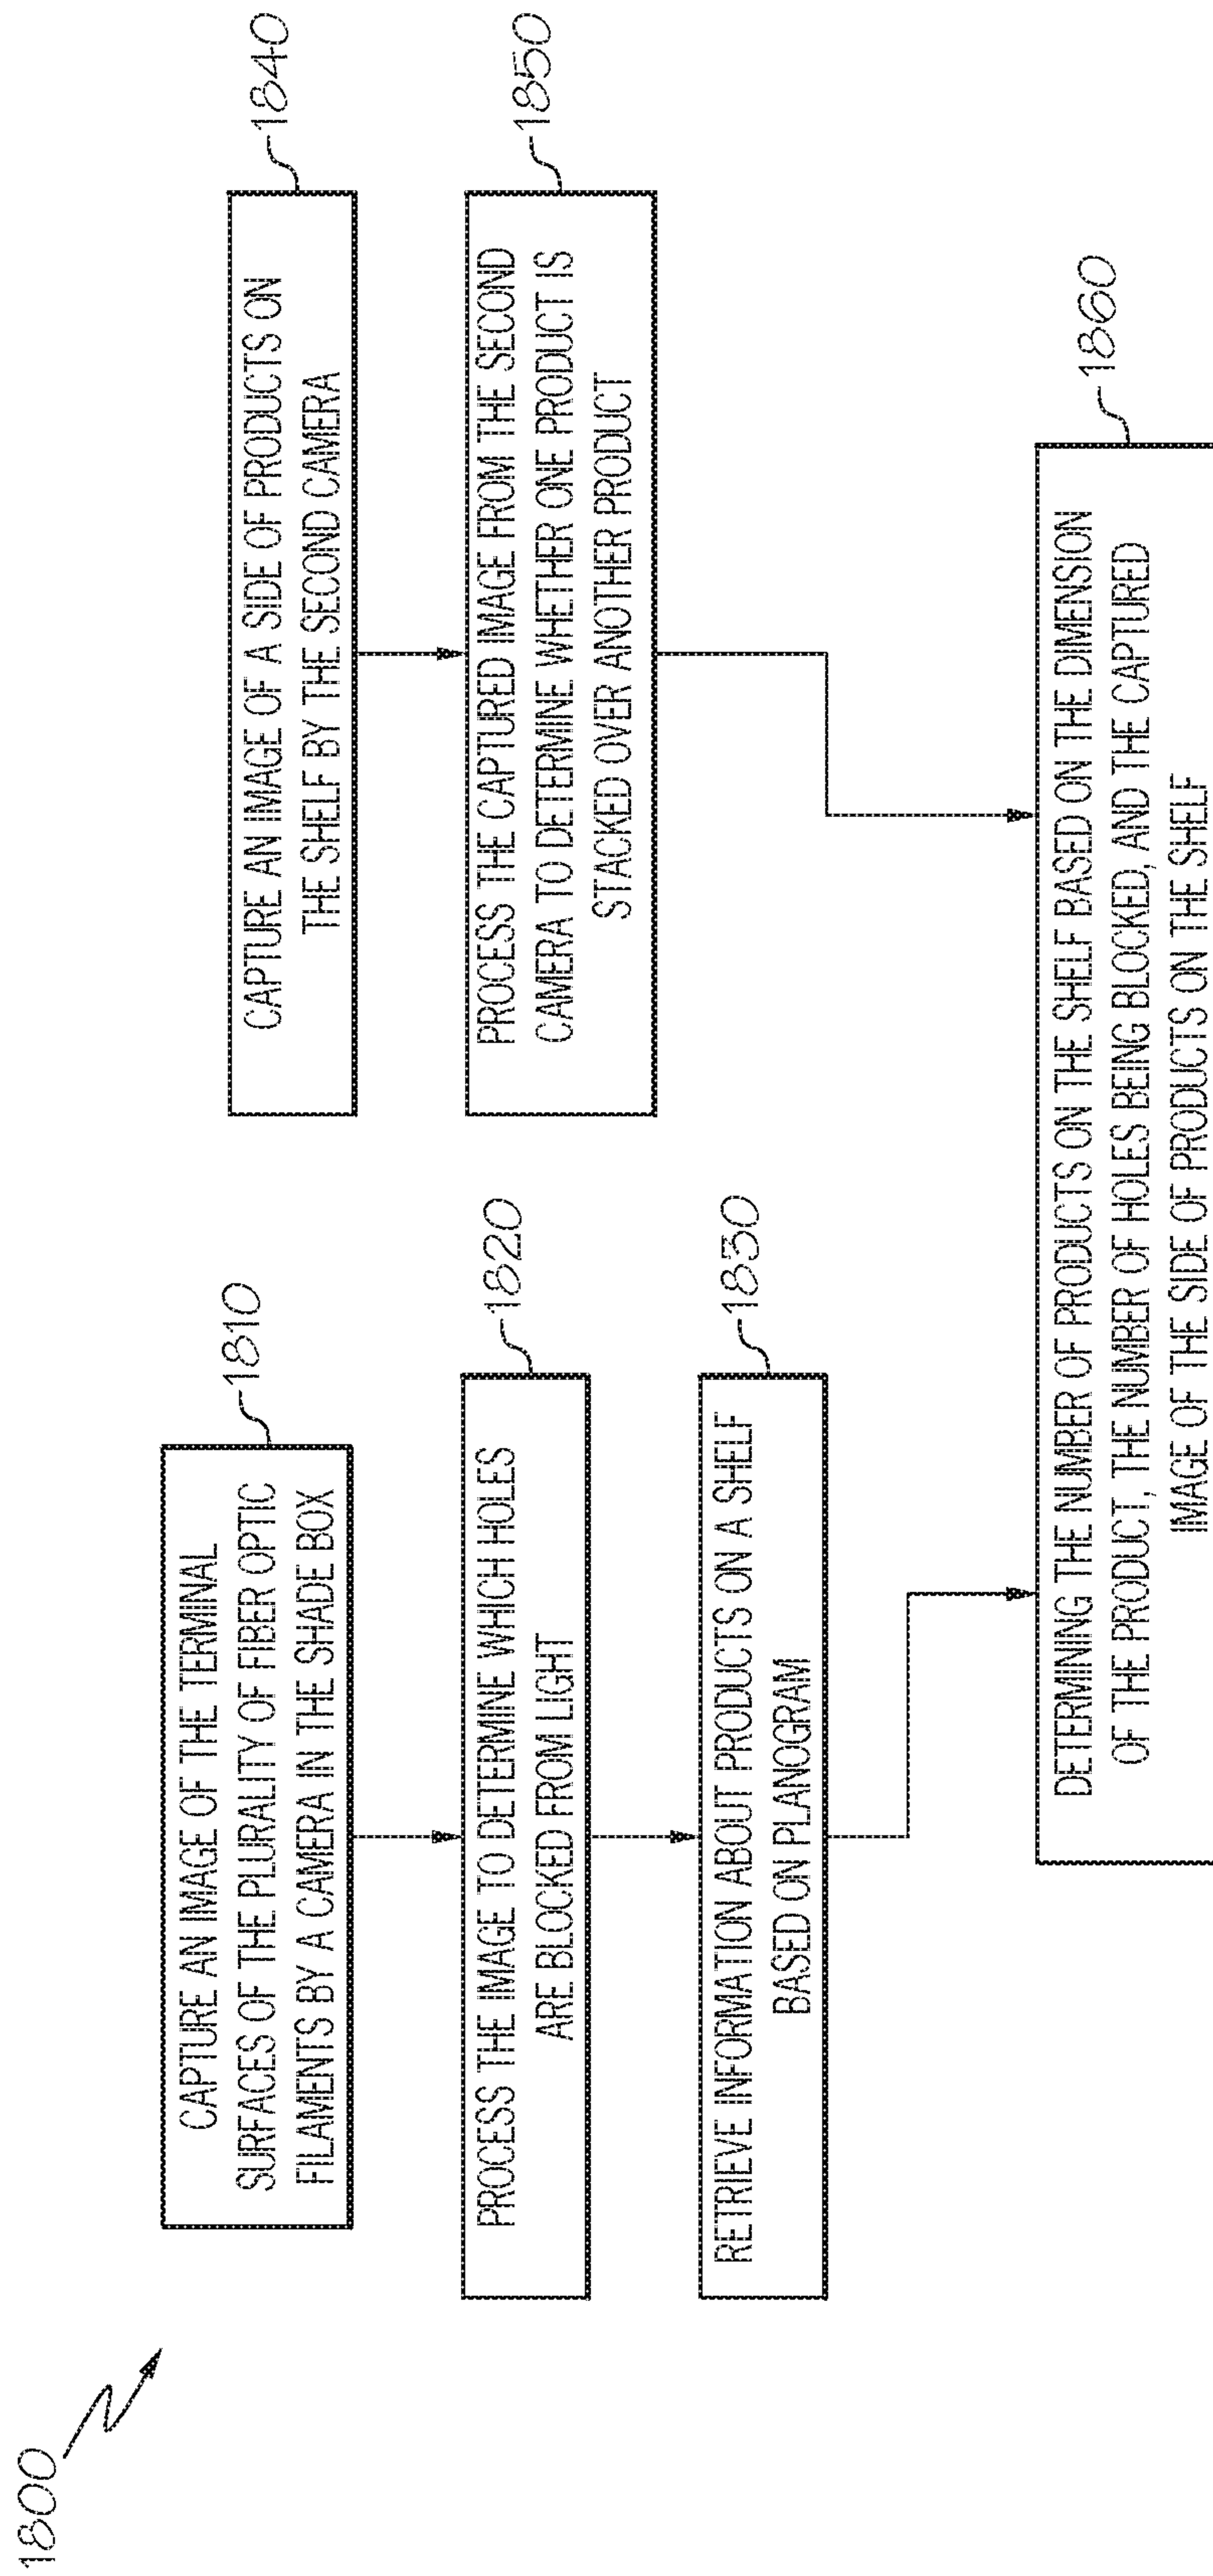 1800
1810
CAPTURE AN IMAGE OF THE TERMINAL
SURFACES OF THE PLURALITY OF FIBER OPTIC
FILAMENTS BY A CAMERA IN THE SHADE BOX
1820
PROCESS THE IMAGE TO DETERMINE WHICH HOLES
ARE BLOCKED FROM LIGHT
1830
RETRIEVE INFORMATION ABOUT PRODUCTS ON A SHELF
BASED ON PLANOGRAM
1840
CAPTURE AN IMAGE OF A SIDE OF PRODUCTS ON
THE SHELF BY THE SECOND CAMERA
1850
PROCESS THE CAPTURED IMAGE FROM THE SECOND
CAMERA TO DETERMINE WHETHER ONE PRODUCT IS
STACKED OVER ANOTHER PRODUCT
1860
DETERMINING THE NUMBER OF PRODUCTS ON THE SHELF BASED ON THE DIMENSION
OF THE PRODUCT, THE NUMBER OF HOLES BEING BLOCKED, AND THE CAPTURED
IMAGE OF THE SIDE OF PRODUCTS ON THE SHELF